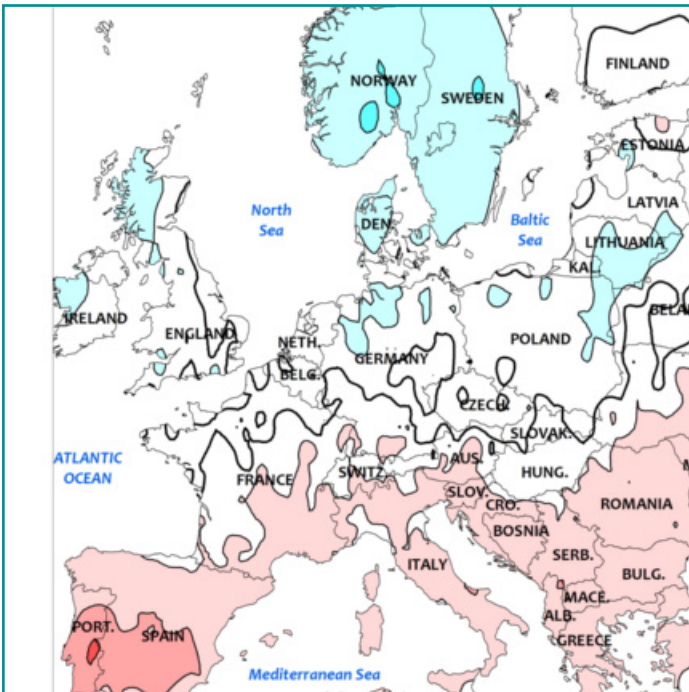 FINLAND
NORWAY
SWEDEN
ESTONIA
North
Sea
DEN.
Baltic
Sea
LATVIA
LITHUANIA
KAL.
IRELAND
ENGLAND
NETH.
BELG.
GERMANY
POLAND
BELA
CZECH.
SLOVAK.
ATLANTIC
OCEAN
FRANCE
SWITZ.
AUS.
HUNG.
SLOV.
CRO.
ROMANIA
BOSNIA
ITALY
SERB.
BULG.
MACE.
ALB.
GREECE
PORT.
SPAIN
Mediterranean Sea